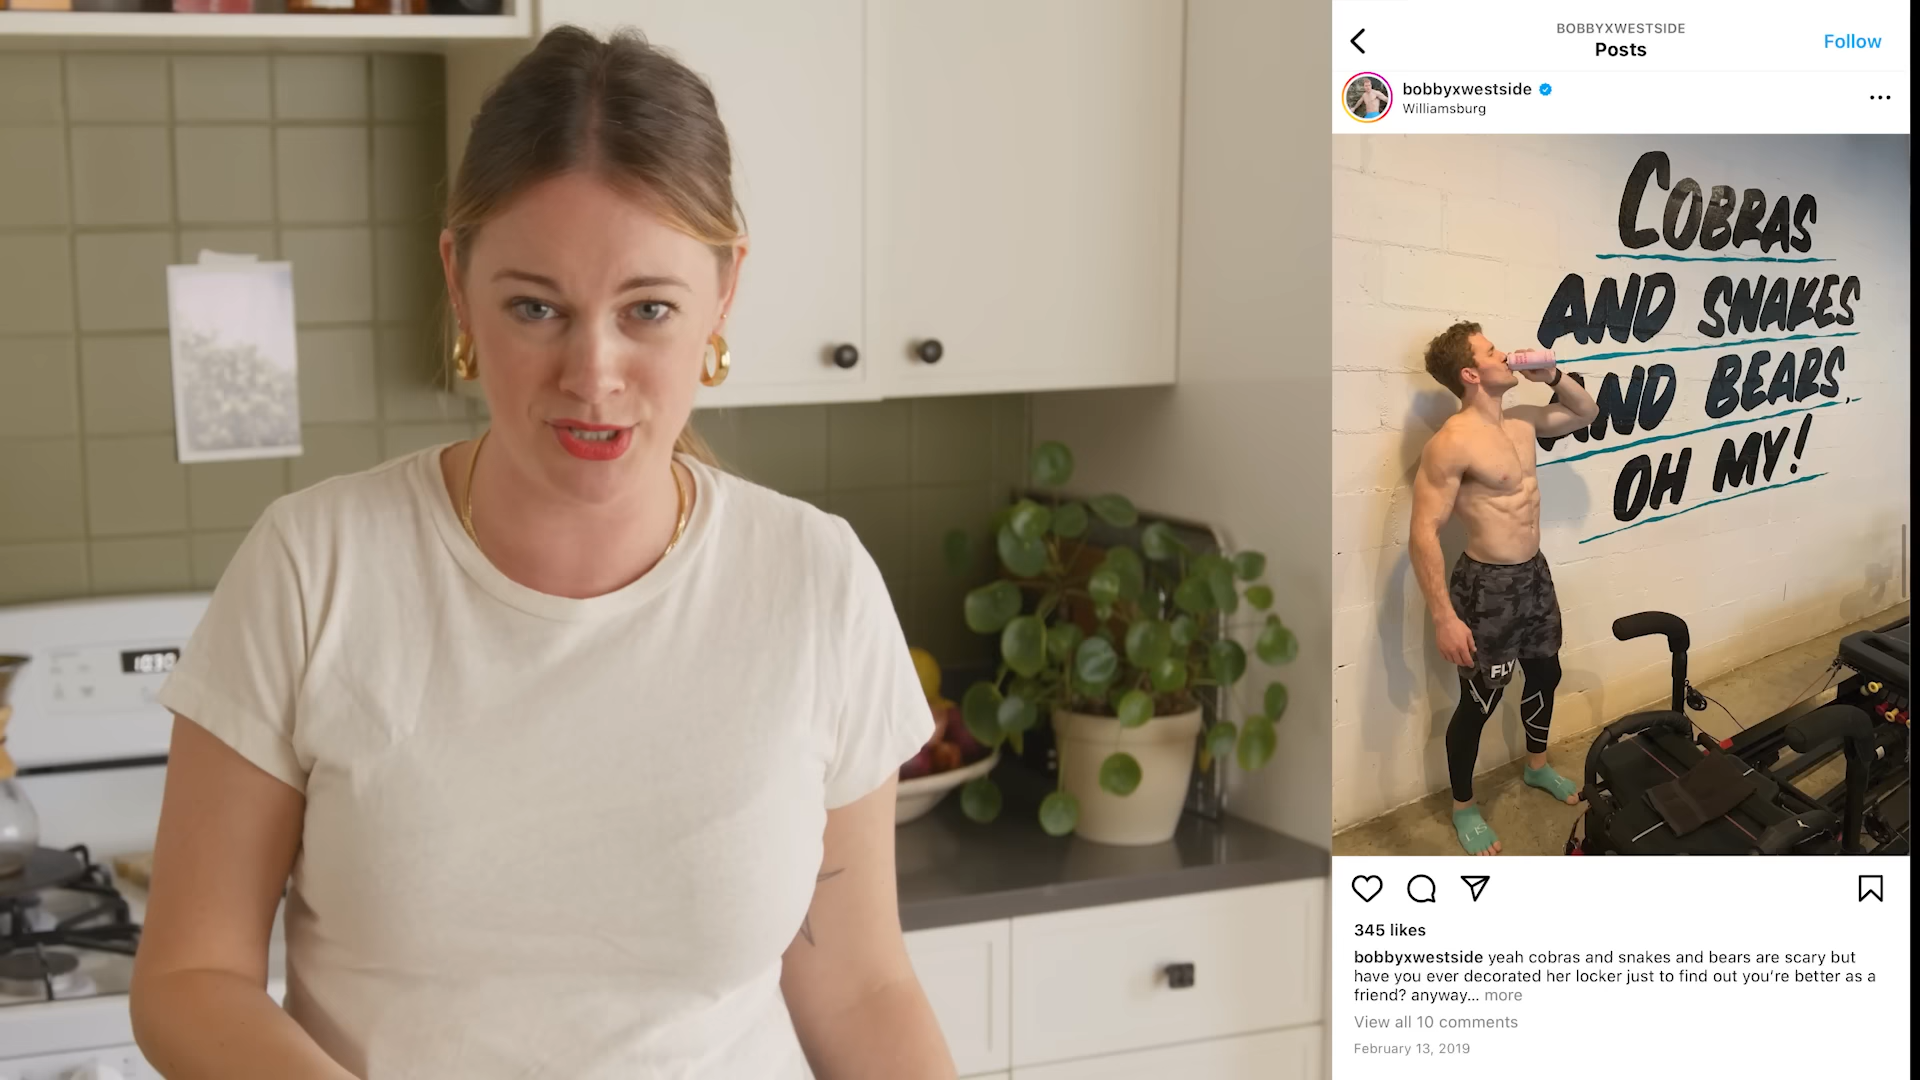 10:30
BOBBYXWESTSIDE
Posts
Follow
bobbyxwestside
Williamsburg
COBRAS
AND SNAKES
AND BEARS,
OH MY!
FLY
345 likes
bobbyxwestside yeah cobras and snakes and bears are scary but
have you ever decorated her locker just to find out you're better as a
friend? anyway... more
View all 10 comments
February 13, 2019